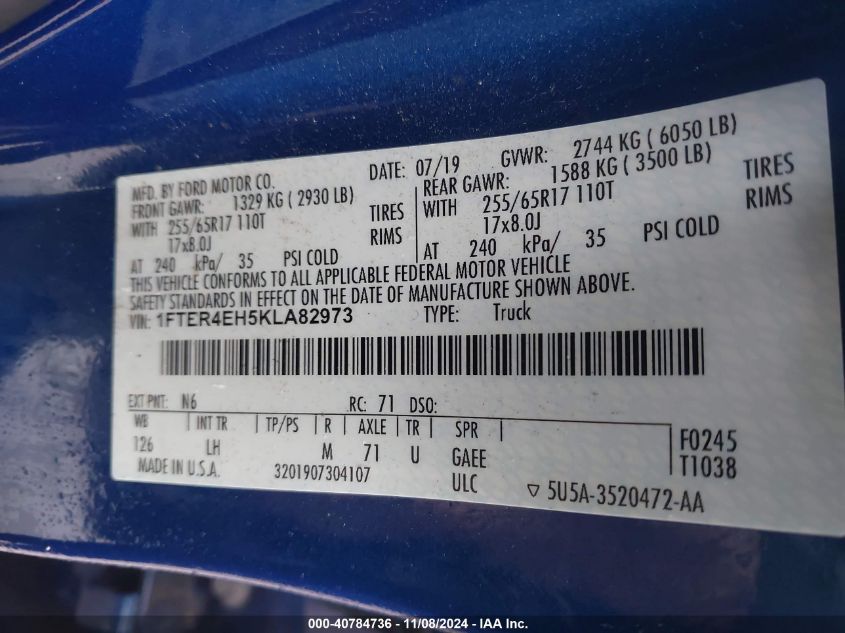 MFD. BY FORD MOTOR CO. DATE: 07/19 GVWR: 2744 KG ( 6050 LB)
FRONT GAWR: 1329 KG ( 2930 LB) REAR GAWR: 1588 KG ( 3500 LB)
WITH 255/65R17 110T TIRES WITH 255/65R17 110T TIRES
17x8.0J RIMS 17x8.0J RIMS
AT 240 kPa/ 35 PSI COLD AT 240 kPa/ 35 PSI COLD
THIS VEHICLE CONFORMS TO ALL APPLICABLE FEDERAL MOTOR VEHICLE
SAFETY STANDARDS IN EFFECT ON THE DATE OF MANUFACTURE SHOWN ABOVE.
VIN: 1FTER4EH5KLA82973 TYPE: Truck
EXT PNT: N6 RC: 71 DSO:
WB INT TR TP/PS R AXLE TR SPR
126 LH M 71 U GAEE F0245
MADE IN U.S.A. 3201907304107 ULC T1038
▽ 5U5A-3520472-AA
000-40784736 - 11/08/2024 - IAA Inc.